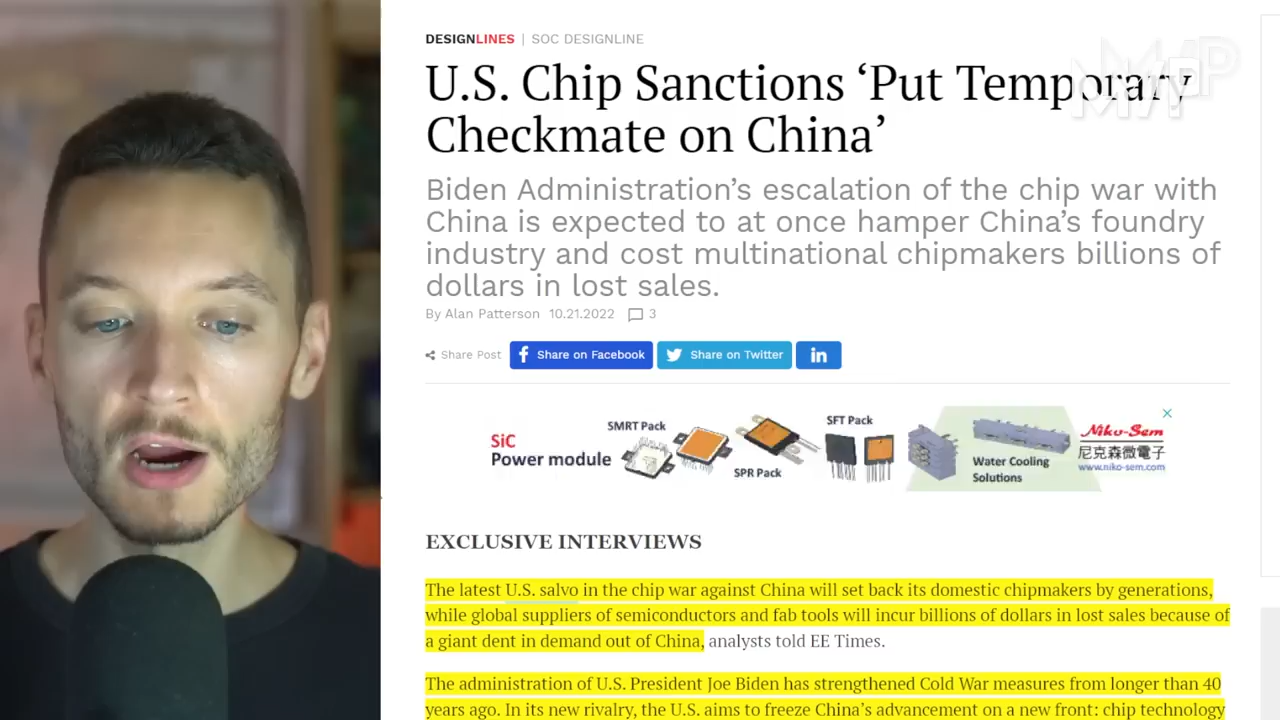 DESIGNLINES | SOC DESIGNLINE
U.S. Chip Sanctions ‘Put Temporary
Checkmate on China’
Biden Administration’s escalation of the chip war with
China is expected to at once hamper China’s foundry
industry and cost multinational chipmakers billions of
dollars in lost sales.
By Alan Patterson 10.21.2022 3
Share Post
Share on Facebook
Share on Twitter
in
SiC
Power module
SMRT Pack
SPR Pack
SFT Pack
Water Cooling
Solutions
Niko-Sem
尼克森微電子
www.niko-sem.com
EXCLUSIVE INTERVIEWS
The latest U.S. salvo in the chip war against China will set back its domestic chipmakers by generations,
while global suppliers of semiconductors and fab tools will incur billions of dollars in lost sales because of
a giant dent in demand out of China, analysts told EE Times.
The administration of U.S. President Joe Biden has strengthened Cold War measures from longer than 40
years ago. In its new rivalry, the U.S. aims to freeze China’s advancement on a new front: chip technology